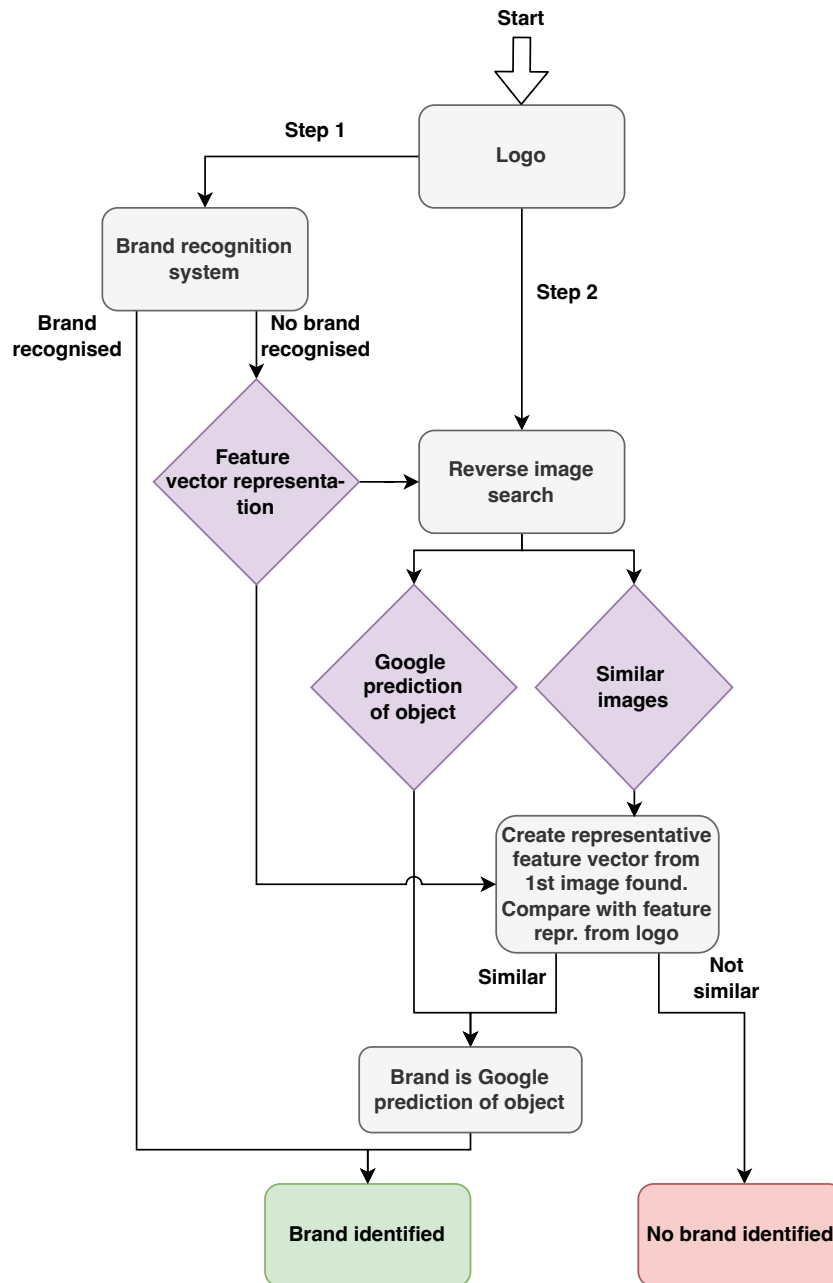 Start
Step 1
Logo
Brand recognition
system
Step 2
Brand
recognised
No brand
recognised
Feature
vector representa-
tion
Reverse image
search
Google
prediction
of object
Similar
images
Create representative
feature vector from
1st image found.
Compare with feature
repr. from logo
Similar
Not
similar
Brand is Google
prediction of object
Brand identified
No brand identified